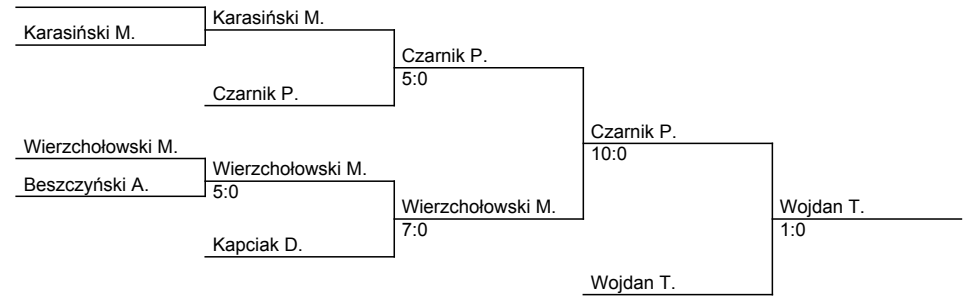 Karasiński M.
Karasiński M.
Czarnik P.
5:0
Czarnik P.
Czarnik P.
10:0
Wierzchołowski M.
Wierzchołowski M.
Beszczyński A.
5:0
Wierzchołowski M.
7:0
Wojdan T.
1:0
Kapciak D.
Wojdan T.